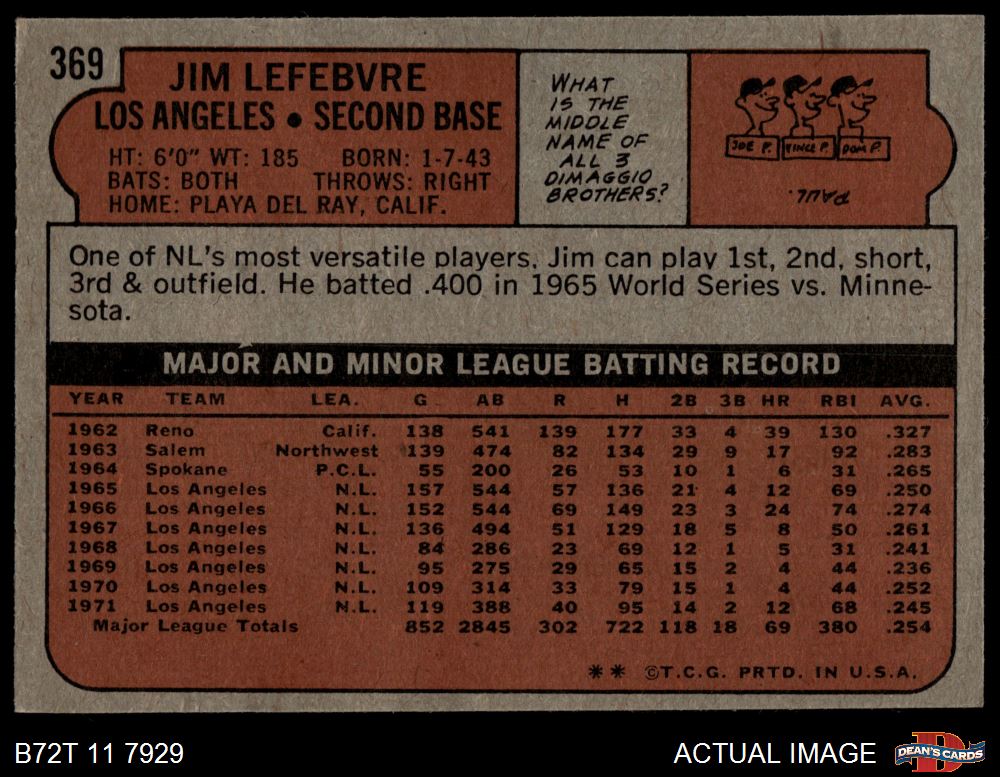 369
JIM LEFEBVRE
LOS ANGELES • SECOND BASE
HT: 6'0" WT: 185 BORN: 1-7-43
BATS: BOTH THROWS: RIGHT
HOME: PLAYA DEL RAY, CALIF.
WHAT
IS THE
MIDDLE
NAME OF
ALL 3
DIMAGGIO
BROTHERS?
JOE P. VINCE P. DOM P.
PAUL.
One of NL's most versatile players, Jim can play 1st, 2nd, short,
3rd & outfield. He batted .400 in 1965 World Series vs. Minne-
sota.
MAJOR AND MINOR LEAGUE BATTING RECORD
YEAR TEAM LEA. G AB R H 2B 3B HR RBI AVG.
1962 Reno Calif. 138 541 139 177 33 4 39 130 .327
1963 Salem Northwest 139 474 82 134 29 9 17 92 .283
1964 Spokane P.C.L. 55 200 26 53 10 1 6 31 .265
1965 Los Angeles N.L. 157 544 57 136 21 4 12 69 .250
1966 Los Angeles N.L. 152 544 69 149 23 3 24 74 .274
1967 Los Angeles N.L. 136 494 51 129 18 5 8 50 .261
1968 Los Angeles N.L. 84 286 23 69 12 1 5 31 .241
1969 Los Angeles N.L. 95 275 29 65 15 2 4 44 .236
1970 Los Angeles N.L. 109 314 33 79 15 1 4 44 .252
1971 Los Angeles N.L. 119 388 40 95 14 2 12 68 .245
Major League Totals 852 2845 302 722 118 18 69 380 .254
** ©T.C.G. PRTD. IN U.S.A.
B72T 11 7929
ACTUAL IMAGE
D
DEAN'S CARDS